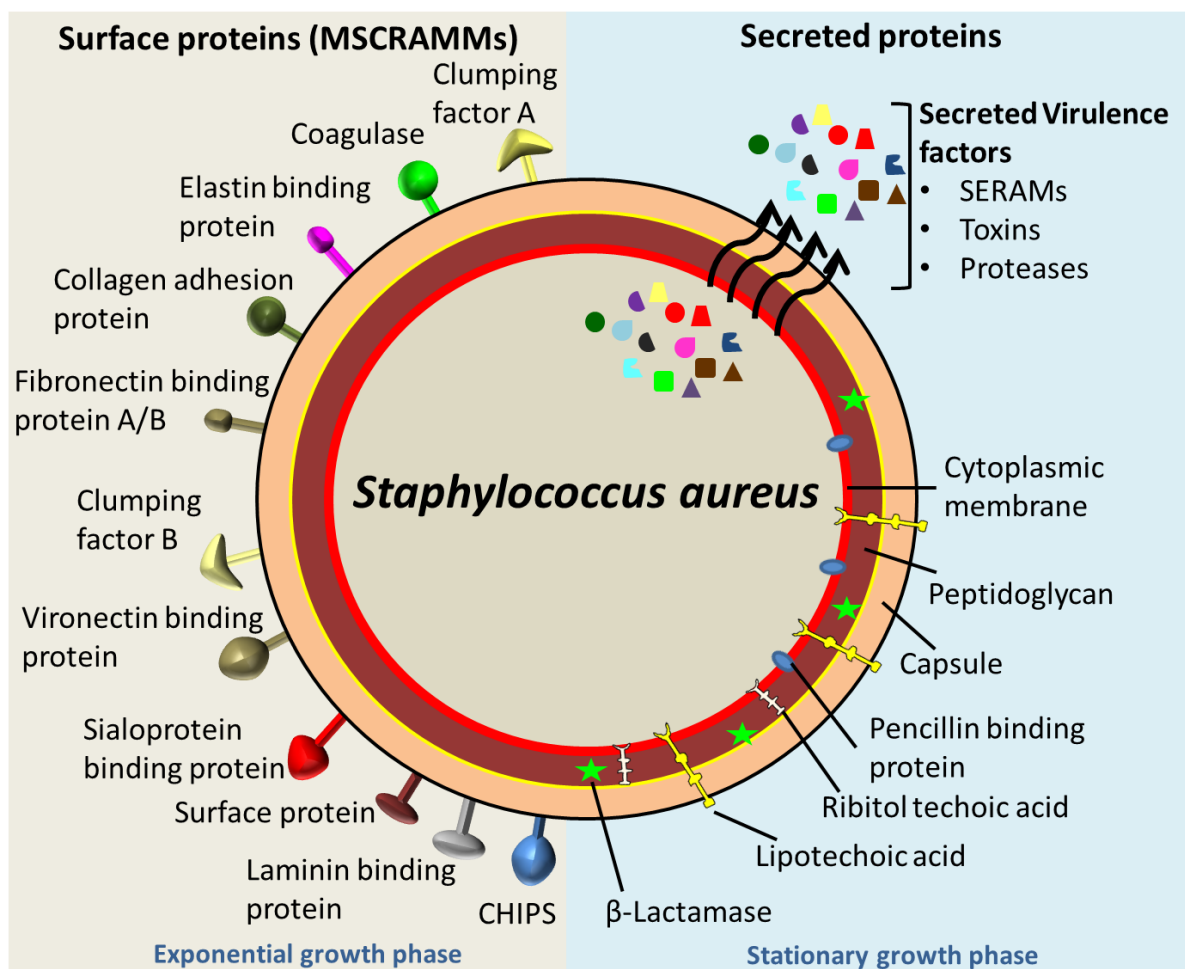 Surface proteins (MSCRAMMs)
Secreted proteins
Clumping
factor A
Coagulase
Elastin binding
protein
Collagen adhesion
protein
Fibronectin binding
protein A/B
Clumping
factor B
Vironectin binding
protein
Sialoprotein
binding protein
Surface protein
Laminin binding
protein
CHIPS
Exponential growth phase
Staphylococcus aureus
Secreted Virulence
factors
• SERAMs
• Toxins
• Proteases
Cytoplasmic
membrane
Peptidoglycan
Capsule
Pencillin binding
protein
Ribitol techoic acid
Lipotechoic acid
β-Lactamase
Stationary growth phase